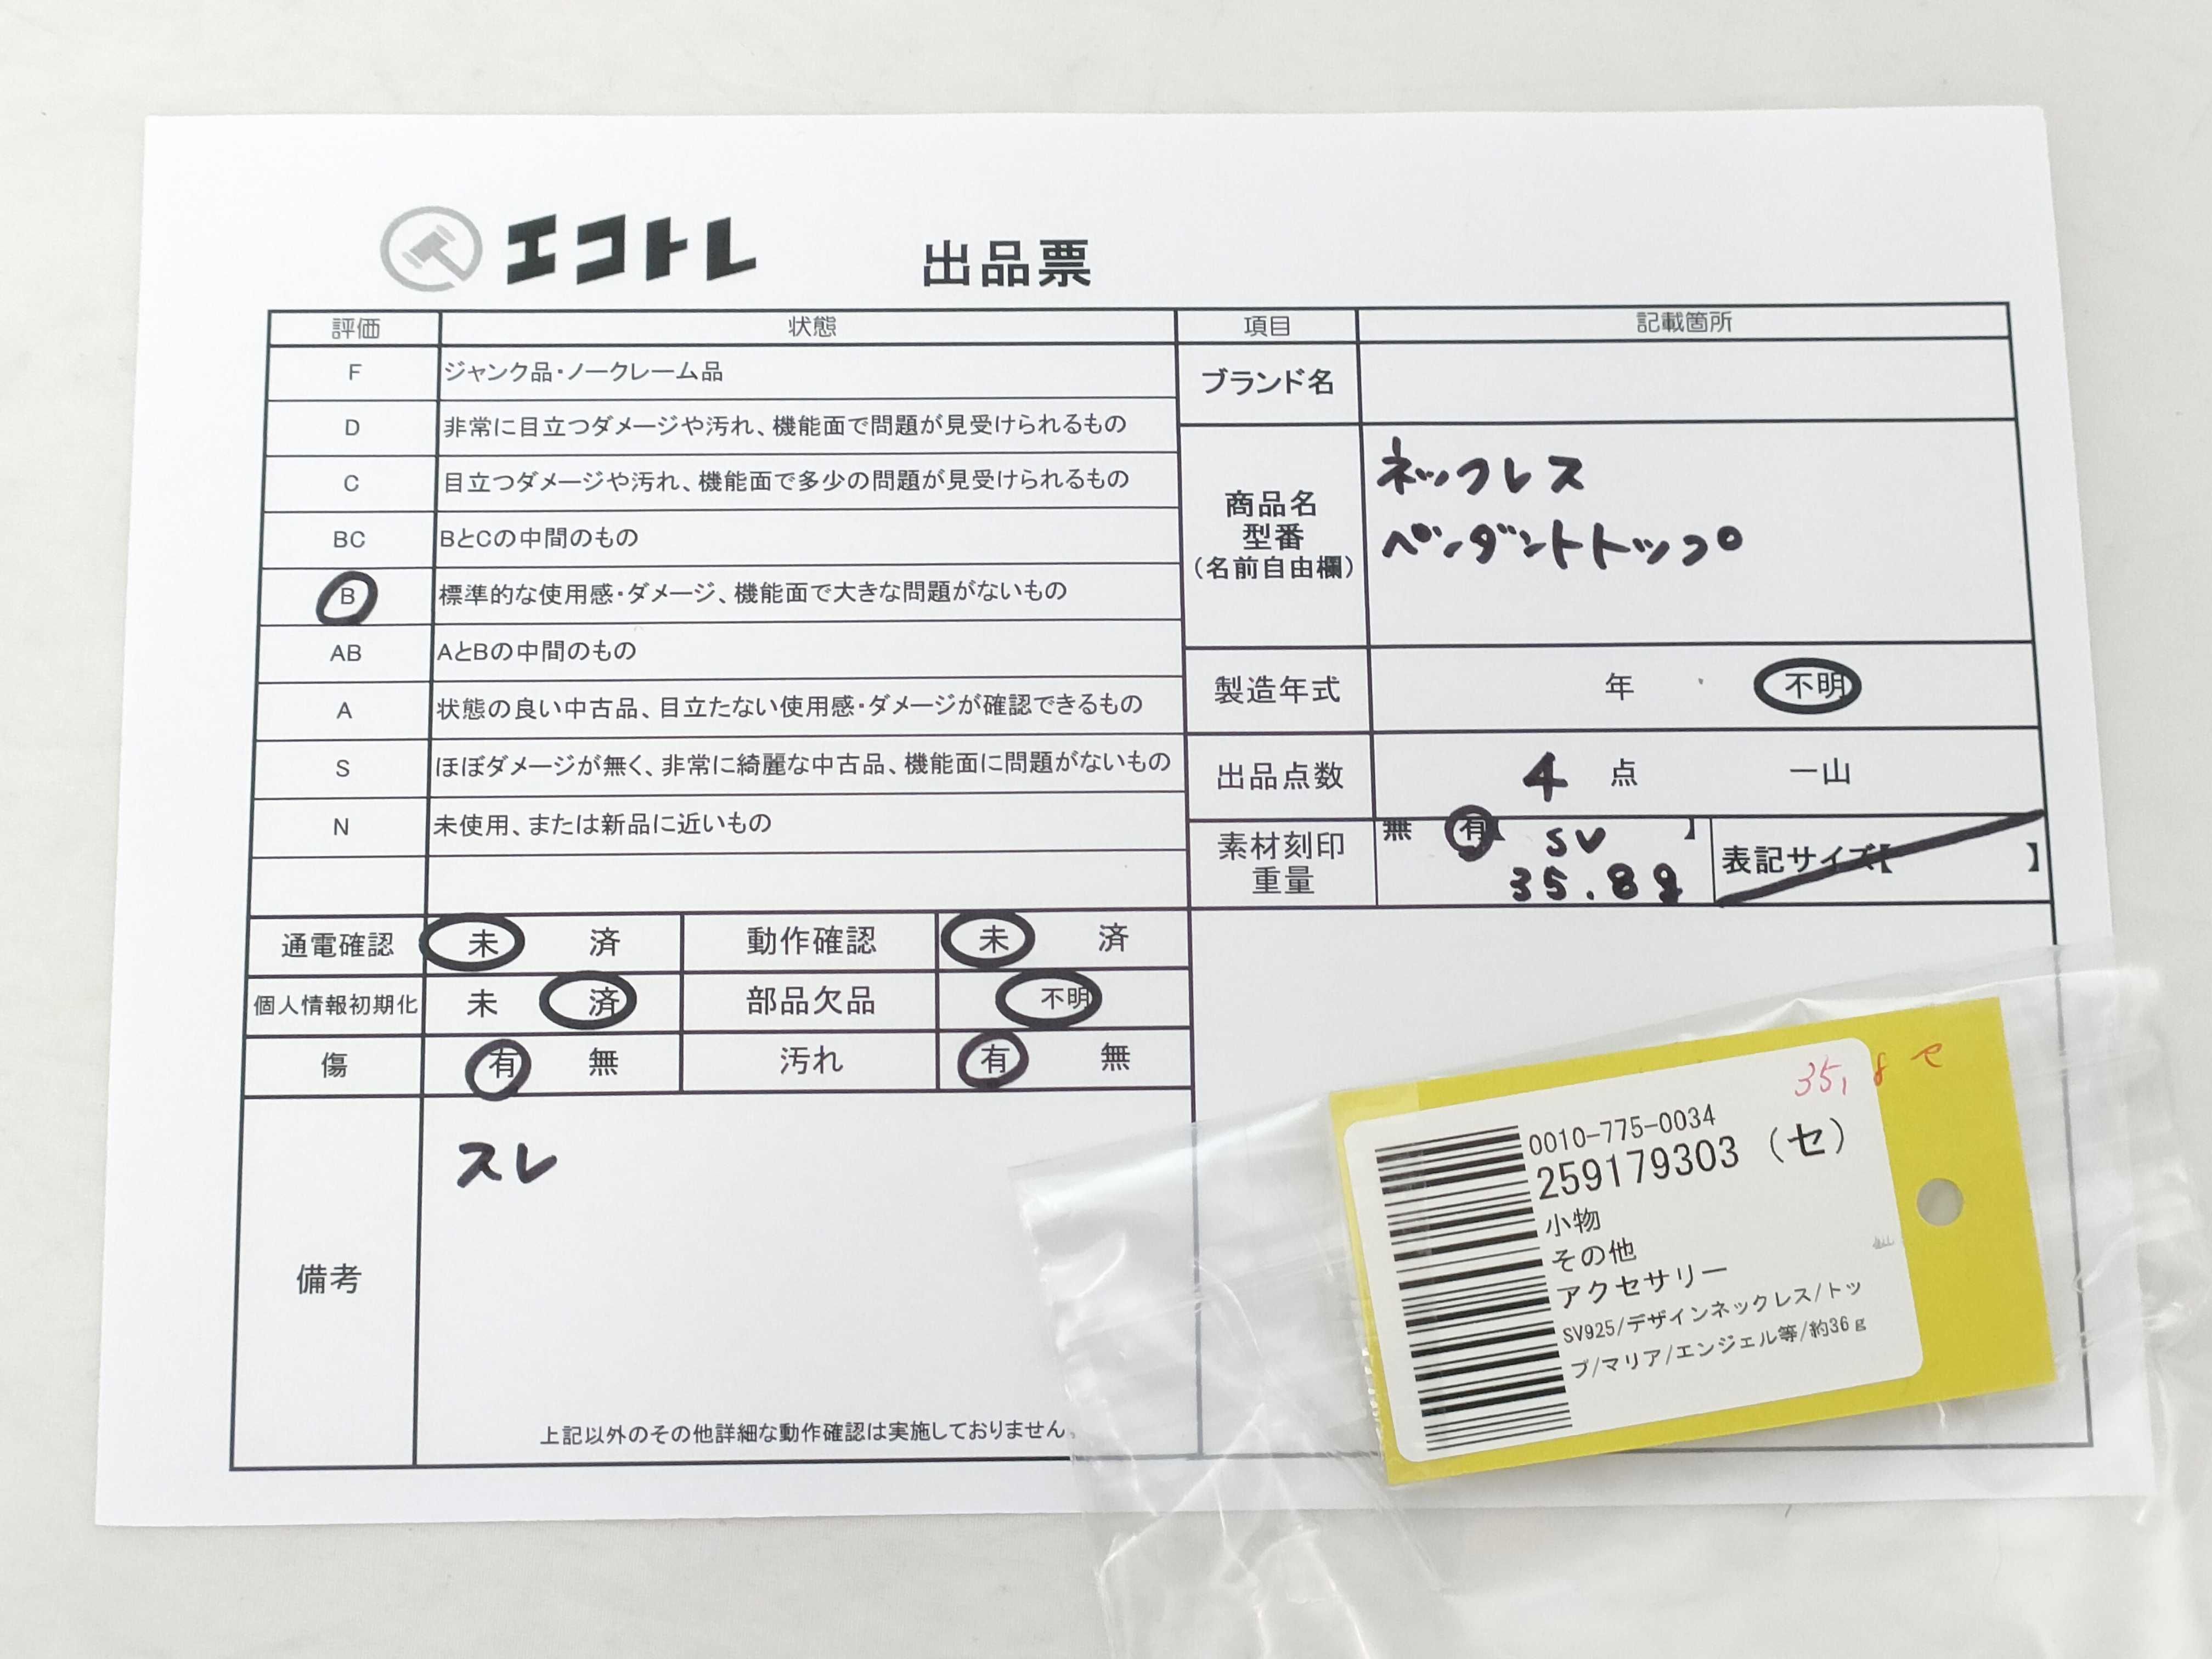 エコトレ
出品票
評価 状態
F ジャンク品・ノークレーム品
D 非常に目立つダメージや汚れ、機能面で問題が見受けられるもの
C 目立つダメージや汚れ、機能面で多少の問題が見受けられるもの
BC BとCの中間のもの
B 標準的な使用感・ダメージ、機能面で大きな問題がないもの
AB AとBの中間のもの
A 状態の良い中古品、目立たない使用感・ダメージが確認できるもの
S ほぼダメージが無く、非常に綺麗な中古品、機能面に問題がないもの
N 未使用、または新品に近いもの
通電確認 未 済 動作確認 未 済
個人情報初期化 未 済 部品欠品 不明
傷 有 無 汚れ 有 無
備考
スレ
上記以外のその他詳細な動作確認は実施しておりません。
項目 記載箇所
ブランド名
商品名
型番
(名前自由欄)
ネックレス
ペンダントトップ
製造年式 年 ・ 不明
出品点数 4 点 一山
素材刻印
重量
無 有【 SV 】
35.8g
表記サイズ【 】
35,8
0010-775-0034
259179303 (セ)
小物
その他
アクセサリー
SV925/デザインネックレス/トッ
プ/マリア/エンジェル等/約36g